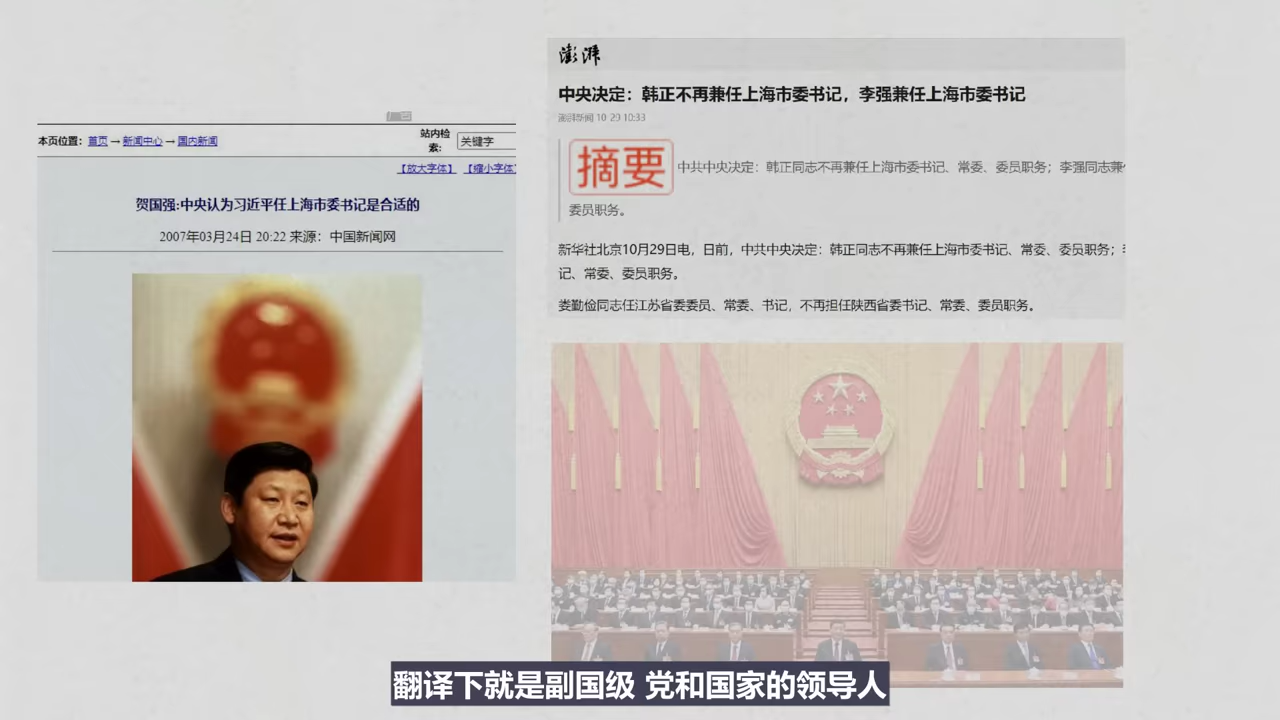 本页位置：首页→新闻中心→国内新闻
站内检索：
关键字
【放大字体】 【缩小字体】
贺国强:中央认为习近平任上海市委书记是合适的
2007年03月24日 20:22 来源：中国新闻网
澎湃
中央决定：韩正不再兼任上海市委书记，李强兼任上海市委书记
澎湃新闻 10-29 10:33
摘要 中共中央决定：韩正同志不再兼任上海市委书记、常委、委员职务；李强同志兼
委员职务。
新华社北京10月29日电，日前，中共中央决定：韩正同志不再兼任上海市委书记、常委、委员职务；
记、常委、委员职务。
娄勤俭同志任江苏省委委员、常委、书记，不再担任陕西省委书记、常委、委员职务。
翻译下就是副国级 党和国家的领导人